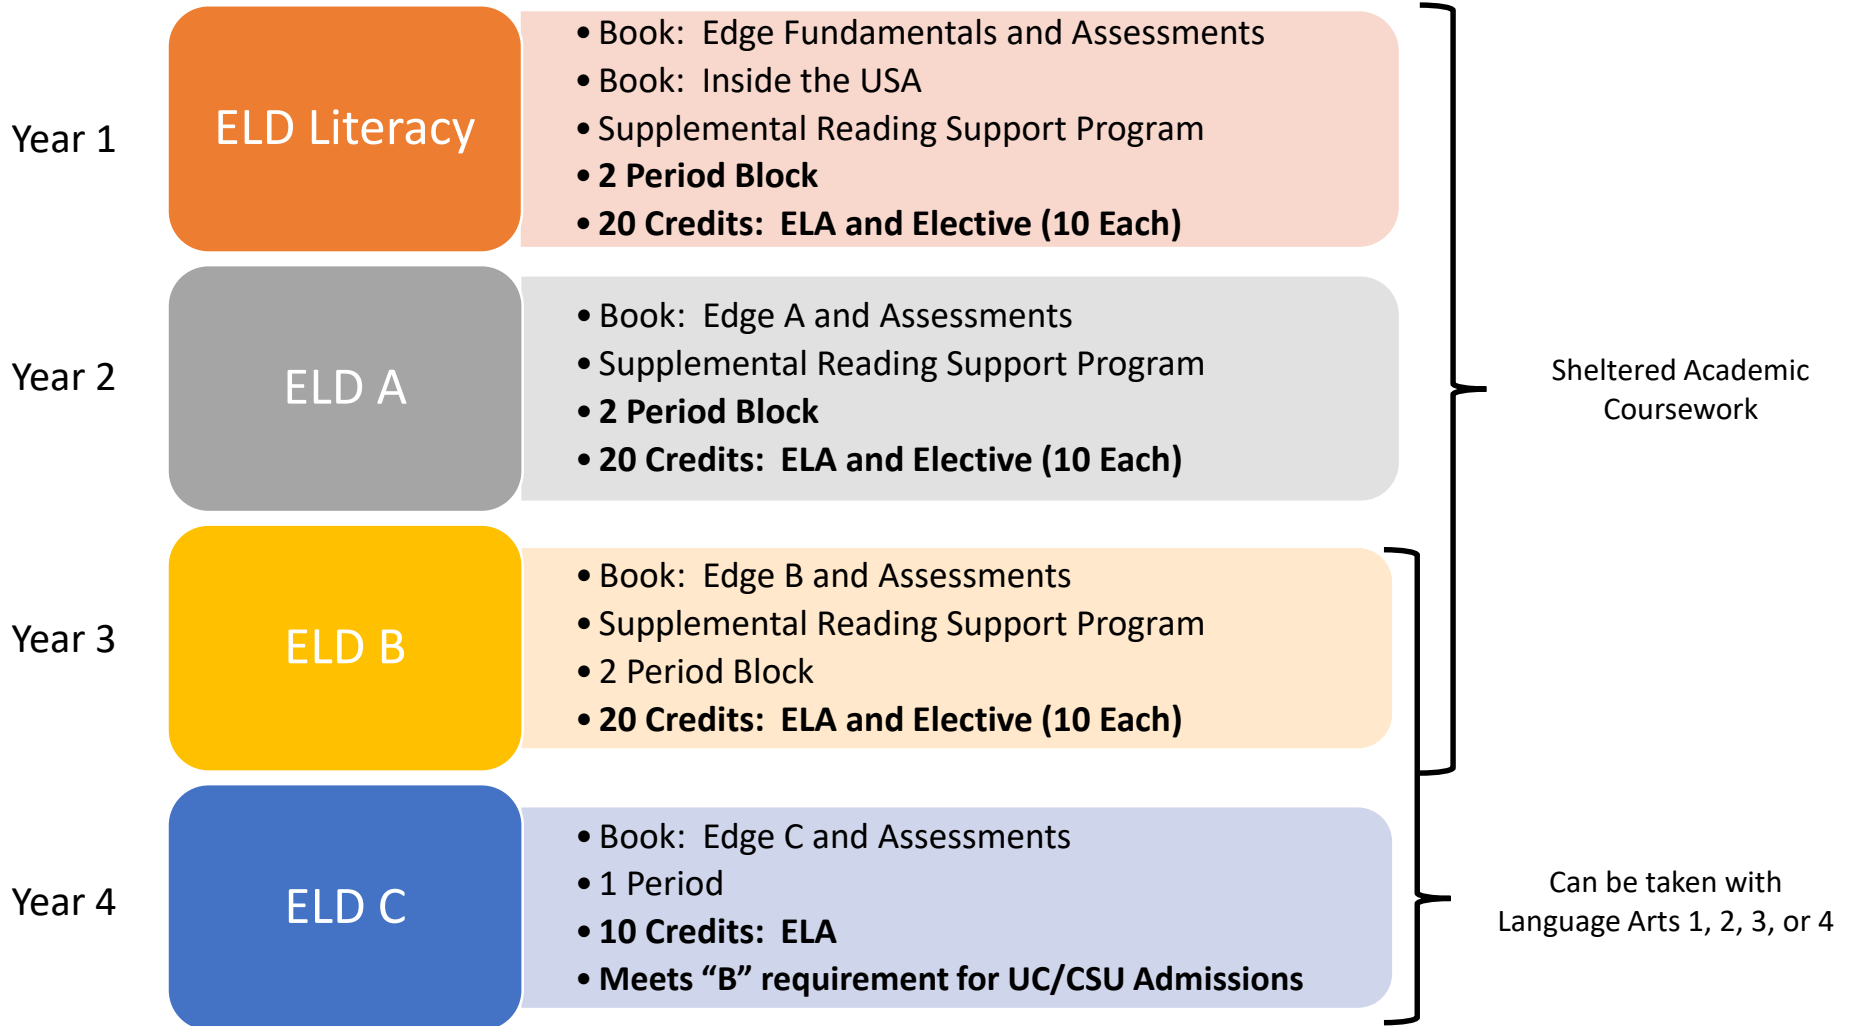 Year 1
ELD Literacy
• Book:  Edge Fundamentals and Assessments
• Book:  Inside the USA
• Supplemental Reading Support Program
• 2 Period Block
• 20 Credits:  ELA and Elective (10 Each)
Year 2
ELD A
• Book:  Edge A and Assessments
• Supplemental Reading Support Program
• 2 Period Block
• 20 Credits:  ELA and Elective (10 Each)
Sheltered Academic
Coursework
Year 3
ELD B
• Book:  Edge B and Assessments
• Supplemental Reading Support Program
• 2 Period Block
• 20 Credits:  ELA and Elective (10 Each)
Year 4
ELD C
• Book:  Edge C and Assessments
• 1 Period
• 10 Credits:  ELA
• Meets “B” requirement for UC/CSU Admissions
Can be taken with
Language Arts 1, 2, 3, or 4